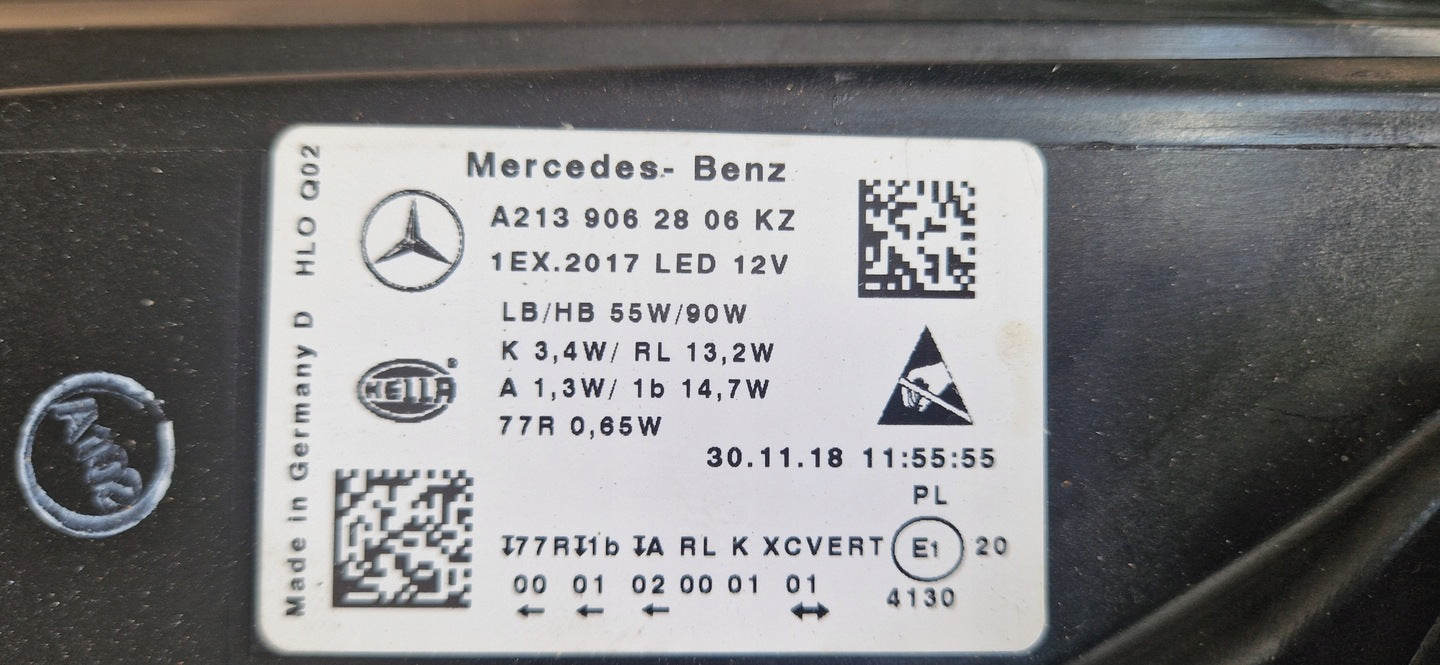 Mercedes- Benz
A213 906 28 06 KZ
1EX.2017 LED 12V
LB/HB 55W/90W
K 3,4W/ RL 13,2W
A 1,3W/ 1b 14,7W
77R 0,65W
30.11.18 11:55:55
PL
77R 1b A RL K XCVERT E1 20
00 01 02 00 01 01
4130
HELLA®
Made in Germany D HLO Q02